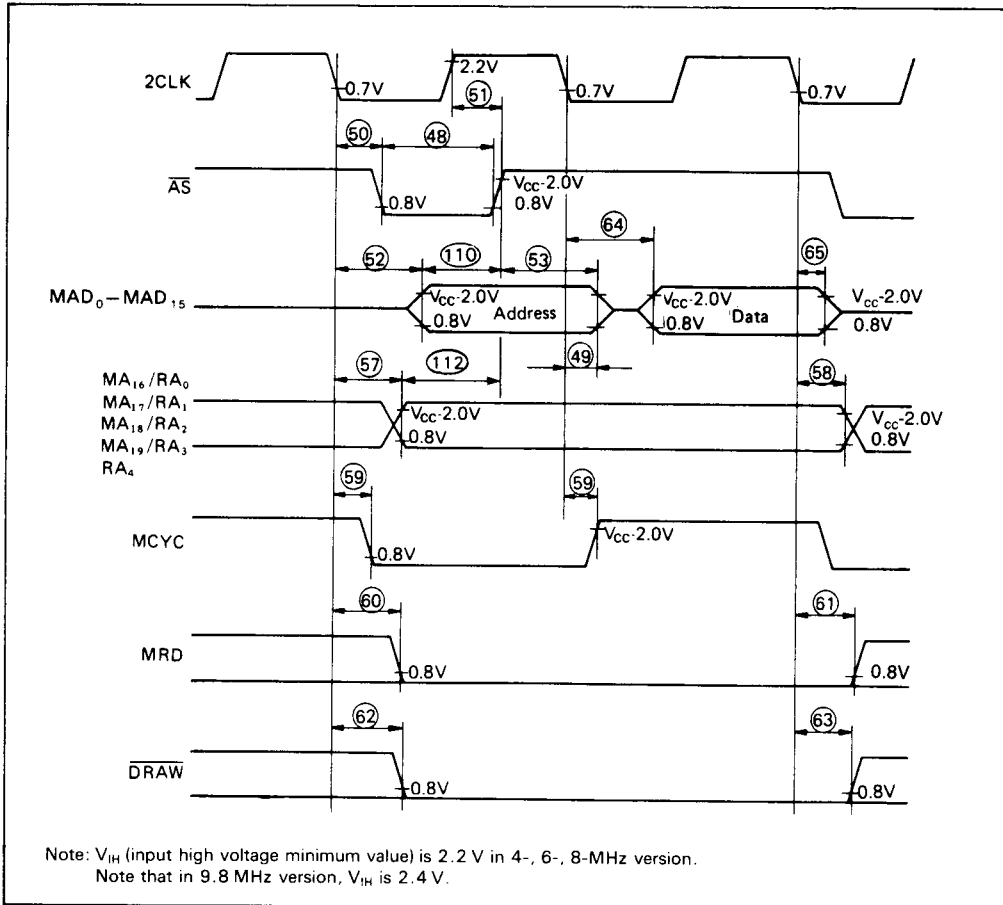 2CLK 0.7V 2.2V 0.7V 0.7V
51
50 48
AS 0.8V VCC-2.0V
0.8V
64
52 110 53 65
MAD0–MAD15 VCC-2.0V Address VCC-2.0V Data VCC-2.0V
0.8V 0.8V 0.8V
49
57 112 58
MA16/RA0
MA17/RA1 VCC-2.0V VCC-2.0V
MA18/RA2
MA19/RA3 0.8V 0.8V
RA4
59 59
MCYC 0.8V VCC-2.0V
60 61
MRD 0.8V 0.8V
62 63
DRAW 0.8V 0.8V
Note: VIH (input high voltage minimum value) is 2.2 V in 4-, 6-, 8-MHz version.
Note that in 9.8 MHz version, VIH is 2.4 V.